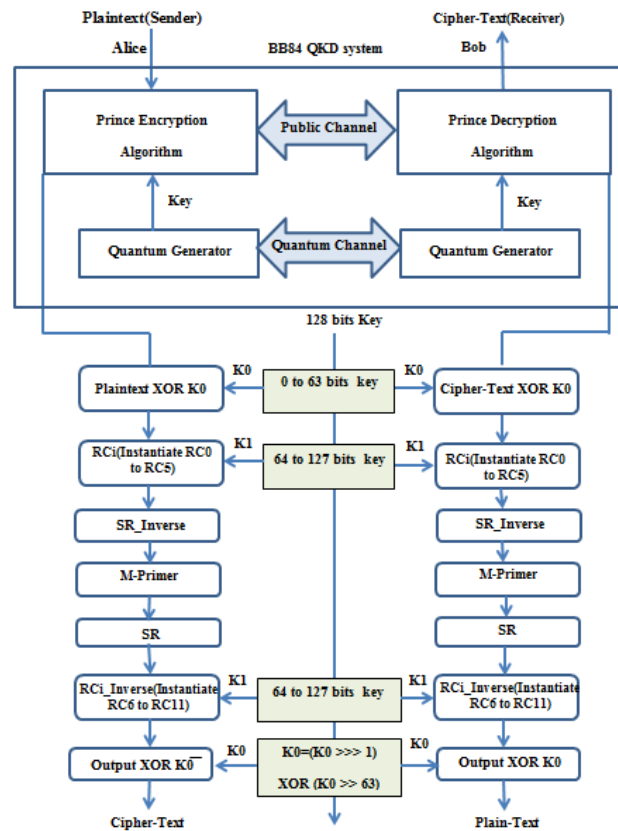 Plaintext(Sender)
Cipher-Text(Receiver)
Alice
BB84 QKD system
Bob
Prince Encryption
Algorithm
Public Channel
Prince Decryption
Algorithm
Key
Key
Quantum Generator
Quantum Channel
Quantum Generator
128 bits Key
Plaintext XOR K0
K0
0 to 63 bits key
K0
Cipher-Text XOR K0
RCi(Instantiate RC0
to RC5)
K1
64 to 127 bits key
K1
RCi(Instantiate RC0
to RC5)
SR_Inverse
SR_Inverse
M-Primer
M-Primer
SR
SR
RCi_Inverse(Instantiate
RC6 to RC11)
K1
64 to 127 bits key
K1
RCi_Inverse(Instantiate
RC6 to RC11)
Output XOR K0‾
K0
K0=(K0 >>> 1)
XOR (K0 >> 63)
K0
Output XOR K0
Cipher-Text
Plain-Text